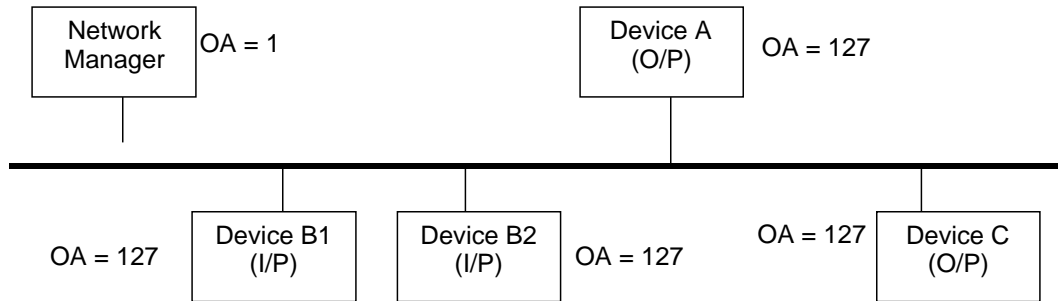 Network
Manager
OA = 1
Device A
(O/P)
OA = 127
OA = 127
Device B1
(I/P)
Device B2
(I/P)
OA = 127
OA = 127
Device C
(O/P)